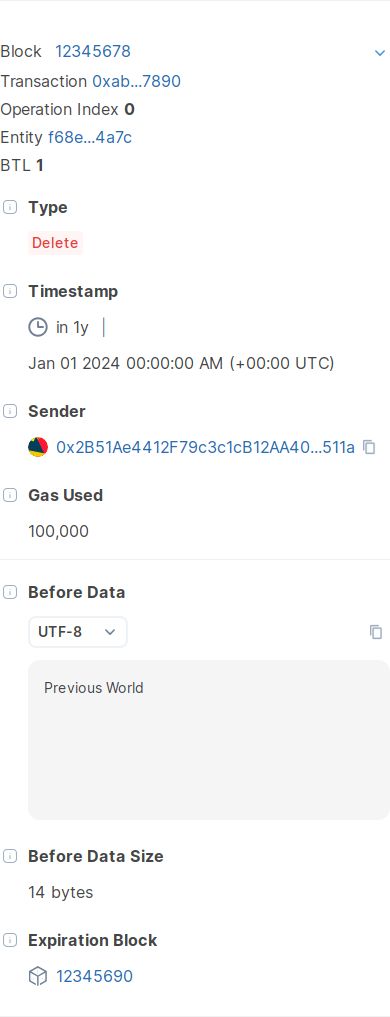 Block 12345678
Transaction 0xab...7890
Operation Index 0
Entity f68e...4a7c
BTL 1
Type
Delete
Timestamp
in 1y |
Jan 01 2024 00:00:00 AM (+00:00 UTC)
Sender
0x2B51Ae4412F79c3c1cB12AA40...511a
Gas Used
100,000
Before Data
UTF-8
Previous World
Before Data Size
14 bytes
Expiration Block
12345690